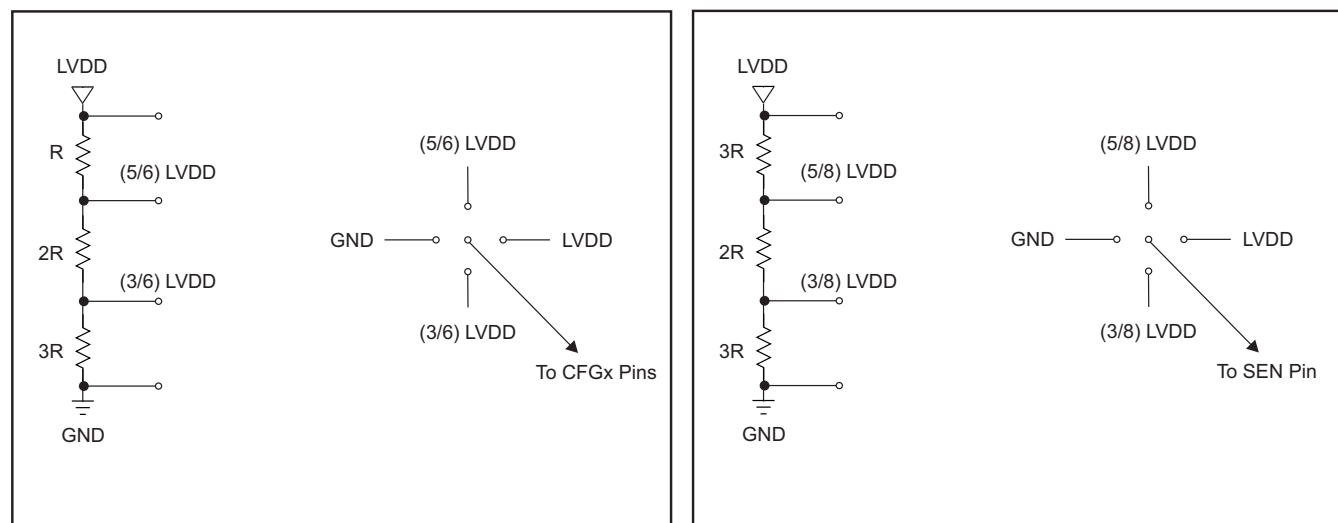 LVDD
R
(5/6) LVDD
2R
(3/6) LVDD
3R
GND
(5/6) LVDD
GND
LVDD
(3/6) LVDD
To CFGx Pins
LVDD
3R
(5/8) LVDD
2R
(3/8) LVDD
3R
GND
(5/8) LVDD
GND
LVDD
(3/8) LVDD
To SEN Pin